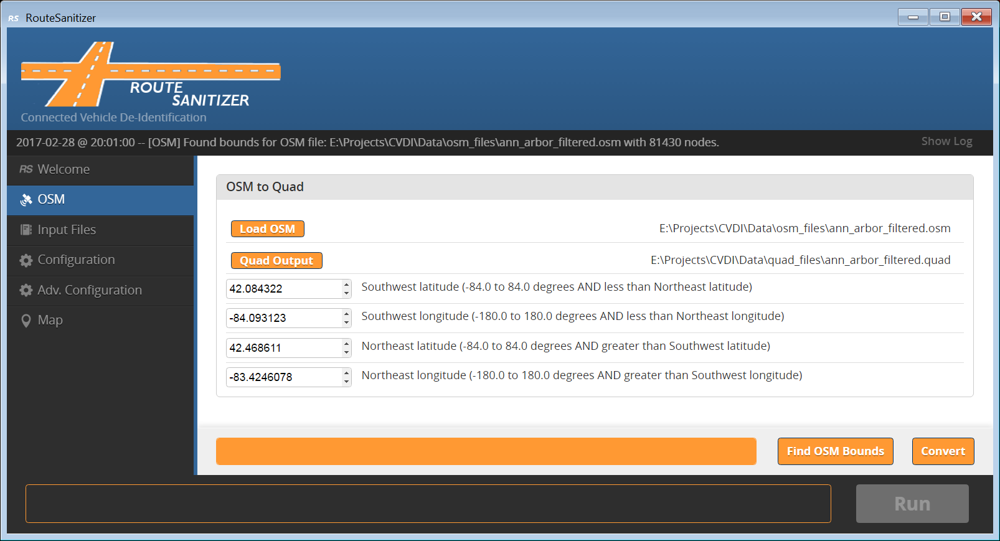 RS RouteSanitizer
ROUTE
SANITIZER
Connected Vehicle De-Identification
2017-02-28 @ 20:01:00 -- [OSM] Found bounds for OSM file: E:\Projects\CVDI\Data\osm_files\ann_arbor_filtered.osm with 81430 nodes. Show Log
RS Welcome
OSM
Input Files
Configuration
Adv. Configuration
Map
OSM to Quad
Load OSM E:\Projects\CVDI\Data\osm_files\ann_arbor_filtered.osm
Quad Output E:\Projects\CVDI\Data\quad_files\ann_arbor_filtered.quad
42.084322 Southwest latitude (-84.0 to 84.0 degrees AND less than Northeast latitude)
-84.093123 Southwest longitude (-180.0 to 180.0 degrees AND less than Northeast longitude)
42.468611 Northeast latitude (-84.0 to 84.0 degrees AND greater than Southwest latitude)
-83.4246078 Northeast longitude (-180.0 to 180.0 degrees AND greater than Southwest longitude)
Find OSM Bounds Convert
Run